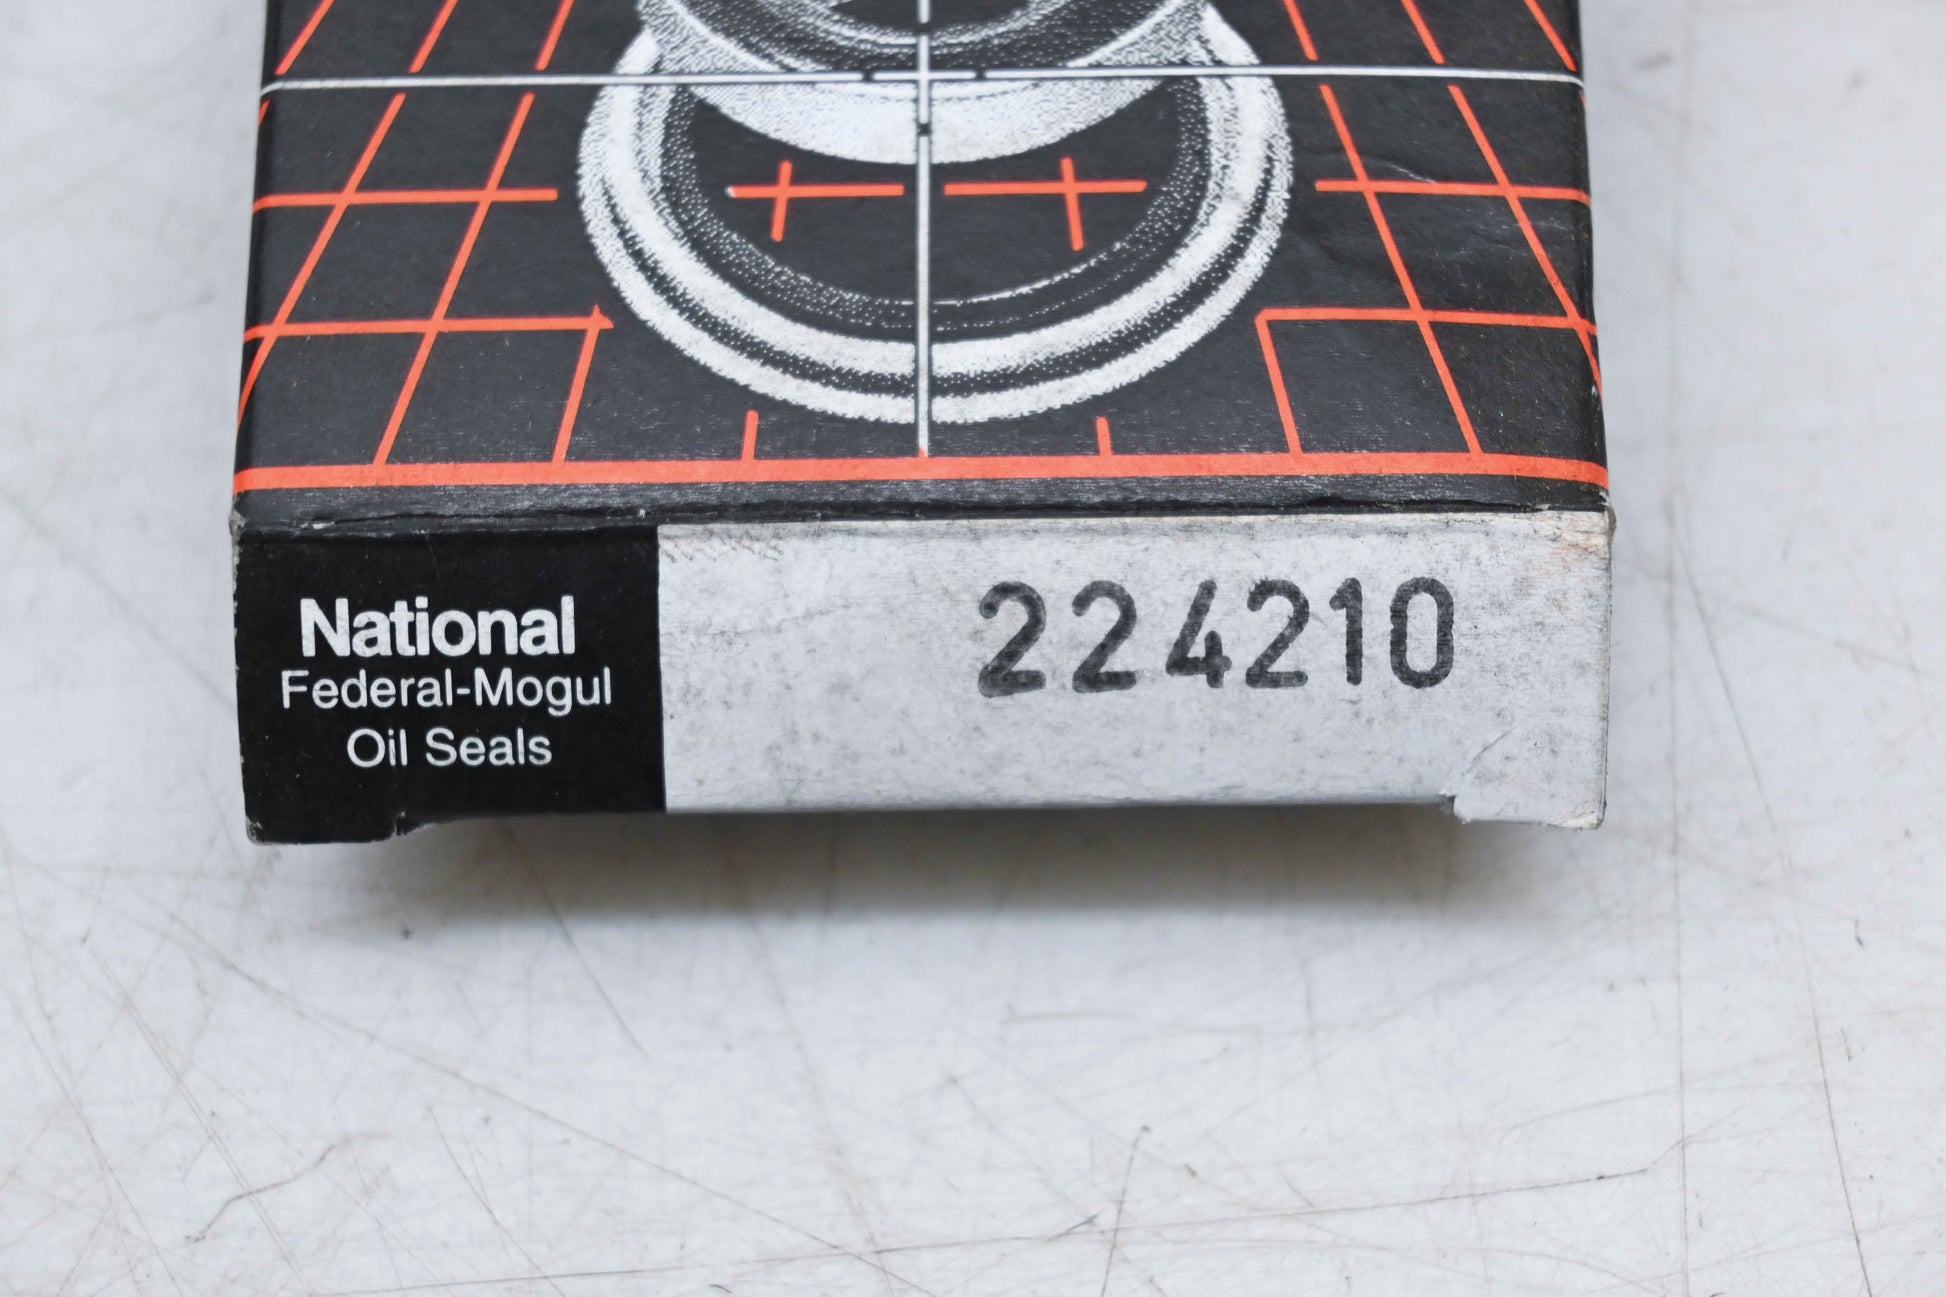 National
Federal-Mogul
Oil Seals
224210